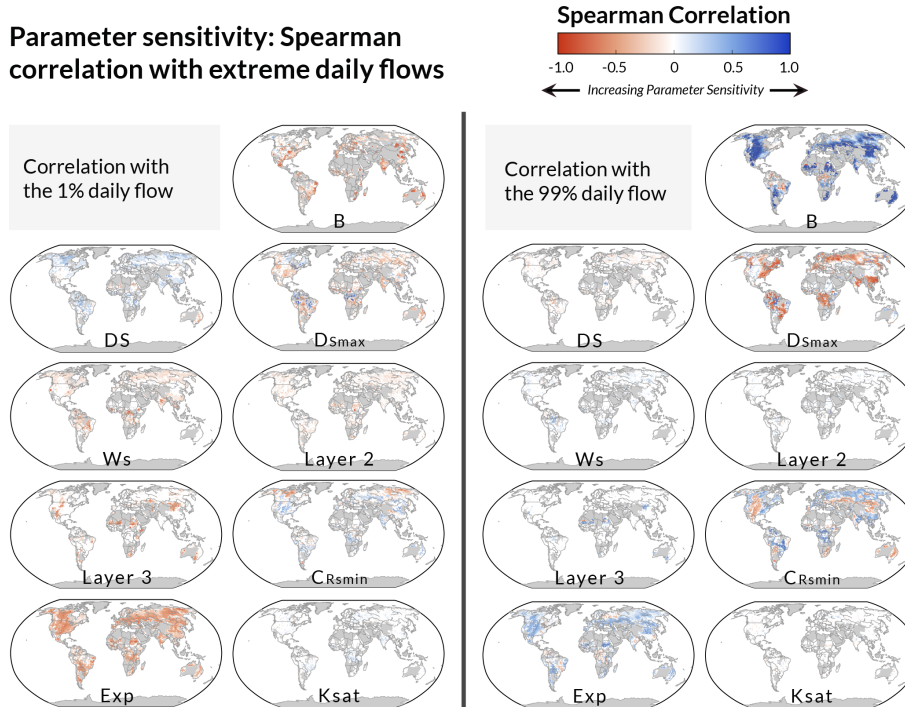 Parameter sensitivity: Spearman
correlation with extreme daily flows
Spearman Correlation
-1.0 -0.5 0 0.5 1.0
Increasing Parameter Sensitivity
Correlation with
the 1% daily flow
B
DS
DSmax
Ws
Layer 2
Layer 3
CRsmin
Exp
Ksat
Correlation with
the 99% daily flow
B
DS
DSmax
Ws
Layer 2
Layer 3
CRsmin
Exp
Ksat